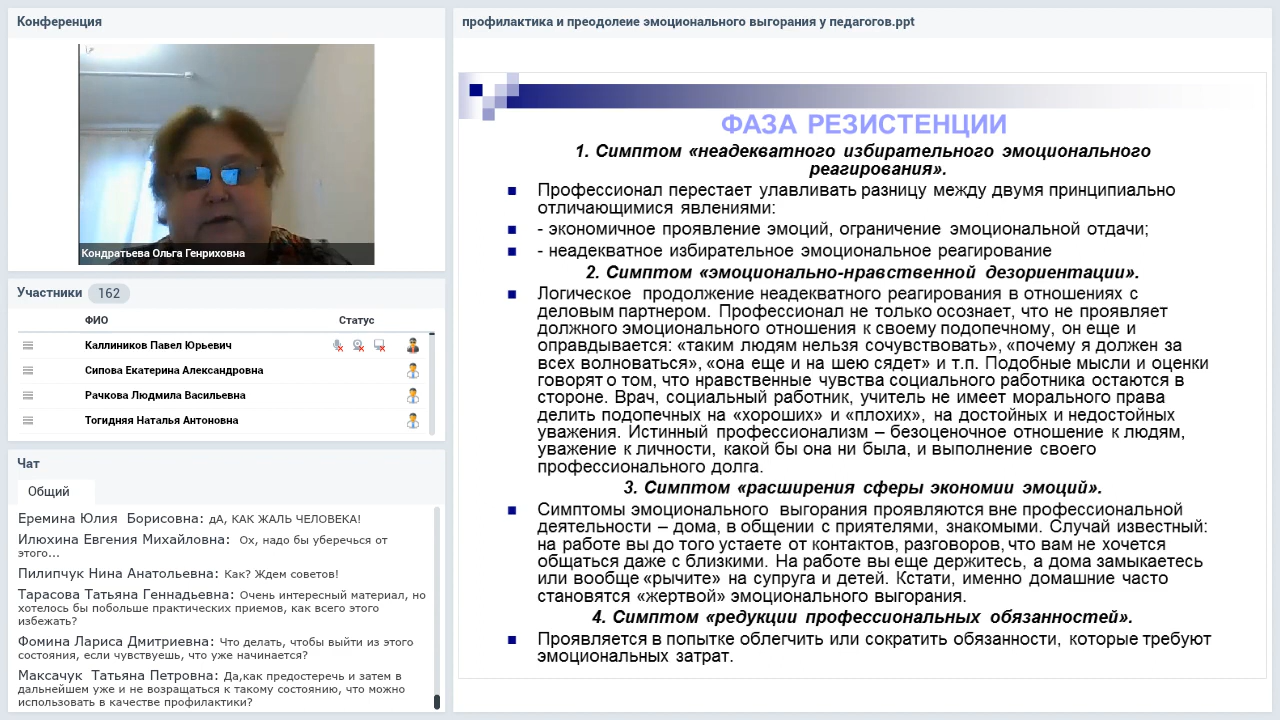 Конференция
Кондратьева Ольга Генриховна
Участники 162
ФИО Статус
Каллиников Павел Юрьевич
Сипова Екатерина Александровна
Рачкова Людмила Васильевна
Тогидняя Наталья Антоновна
Чат
Общий
Еремина Юлия Борисовна: дА, КАК ЖАЛЬ ЧЕЛОВЕКА!
Илюхина Евгения Михайловна: Ох, надо бы уберечься от
этого...
Пилипчук Нина Анатольевна: Как? Ждем советов!
Тарасова Татьяна Геннадьевна: Очень интересный материал, но
хотелось бы побольше практических приемов, как всего этого
избежать?
Фомина Лариса Дмитриевна: Что делать, чтобы выйти из этого
состояния, если чувствуешь, что уже начинается?
Максачук Татьяна Петровна: Да,как предостеречь и затем в
дальнейшем уже и не возращаться к такому состоянию, что можно
использовать в качестве профилактики?
профилактика и преодолеие эмоционального выгорания у педагогов.ppt
ФАЗА РЕЗИСТЕНЦИИ
1. Симптом «неадекватного избирательного эмоционального
реагирования».
Профессионал перестает улавливать разницу между двумя принципиально
отличающимися явлениями:
- экономичное проявление эмоций, ограничение эмоциональной отдачи;
- неадекватное избирательное эмоциональное реагирование
2. Симптом «эмоционально-нравственной дезориентации».
Логическое продолжение неадекватного реагирования в отношениях с
деловым партнером. Профессионал не только осознает, что не проявляет
должного эмоционального отношения к своему подопечному, он еще и
оправдывается: «таким людям нельзя сочувствовать», «почему я должен за
всех волноваться», «она еще и на шею сядет» и т.п. Подобные мысли и оценки
говорят о том, что нравственные чувства социального работника остаются в
стороне. Врач, социальный работник, учитель не имеет морального права
делить подопечных на «хороших» и «плохих», на достойных и недостойных
уважения. Истинный профессионализм – безоценочное отношение к людям,
уважение к личности, какой бы она ни была, и выполнение своего
профессионального долга.
3. Симптом «расширения сферы экономии эмоций».
Симптомы эмоционального выгорания проявляются вне профессиональной
деятельности – дома, в общении с приятелями, знакомыми. Случай известный:
на работе вы до того устаете от контактов, разговоров, что вам не хочется
общаться даже с близкими. На работе вы еще держитесь, а дома замыкаетесь
или вообще «рычите» на супруга и детей. Кстати, именно домашние часто
становятся «жертвой» эмоционального выгорания.
4. Симптом «редукции профессиональных обязанностей».
Проявляется в попытке облегчить или сократить обязанности, которые требуют
эмоциональных затрат.